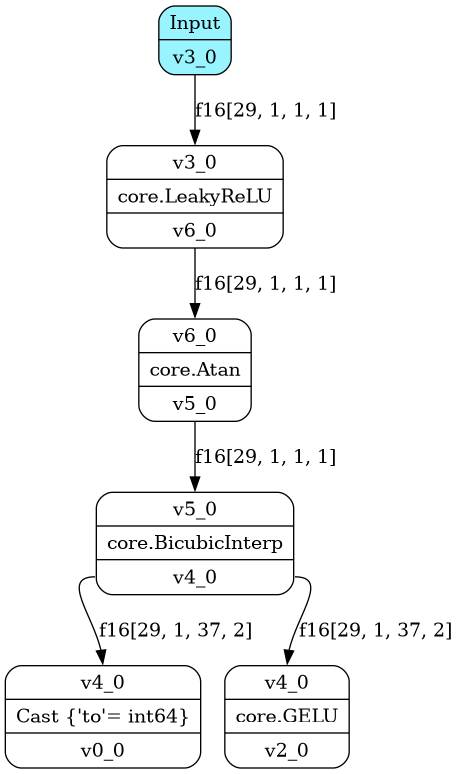 Input
v3_0
f16[29, 1, 1, 1]
v3_0
core.LeakyReLU
v6_0
f16[29, 1, 1, 1]
v6_0
core.Atan
v5_0
f16[29, 1, 1, 1]
v5_0
core.BicubicInterp
v4_0
f16[29, 1, 37, 2]
f16[29, 1, 37, 2]
v4_0
Cast {'to'= int64}
v0_0
v4_0
core.GELU
v2_0